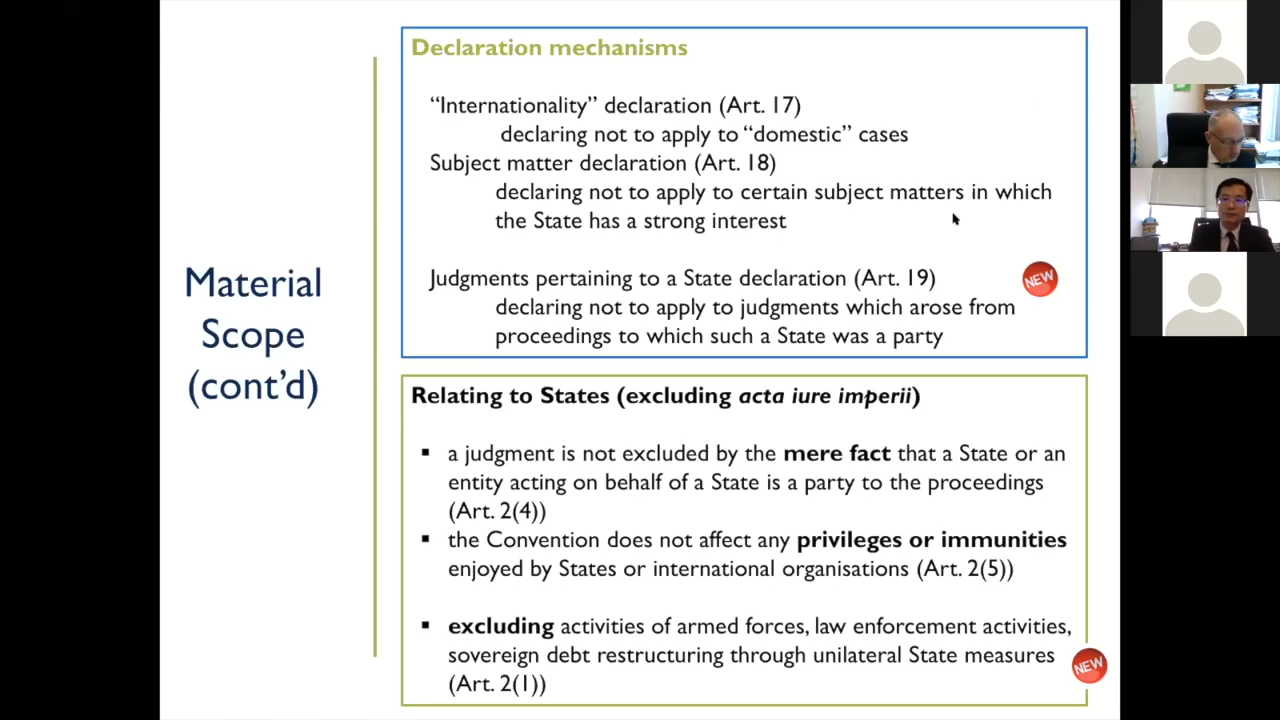 Material
Scope
(cont’d)
Declaration mechanisms
“Internationality” declaration (Art. 17)
declaring not to apply to “domestic” cases
Subject matter declaration (Art. 18)
declaring not to apply to certain subject matters in which
the State has a strong interest
Judgments pertaining to a State declaration (Art. 19)
NEW
declaring not to apply to judgments which arose from
proceedings to which such a State was a party
Relating to States (excluding acta iure imperii)
▪ a judgment is not excluded by the mere fact that a State or an
entity acting on behalf of a State is a party to the proceedings
(Art. 2(4))
▪ the Convention does not affect any privileges or immunities
enjoyed by States or international organisations (Art. 2(5))
▪ excluding activities of armed forces, law enforcement activities,
sovereign debt restructuring through unilateral State measures
(Art. 2(1))
NEW